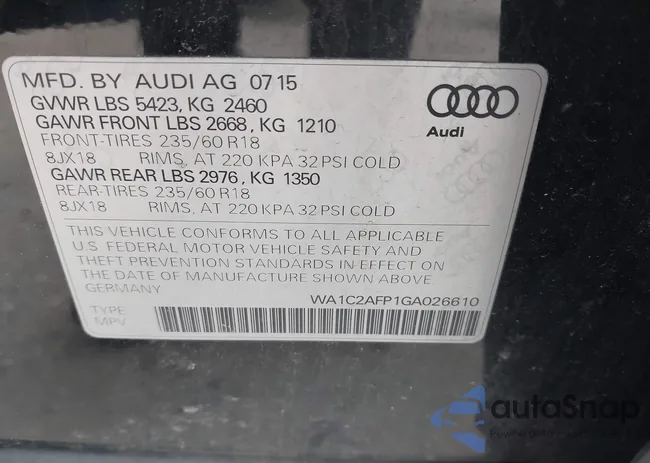 MFD. BY AUDI AG 07 15
GVWR LBS 5423, KG 2460
GAWR FRONT LBS 2668, KG 1210
FRONT-TIRES 235/60 R18
8JX18 RIMS, AT 220 KPA 32 PSI COLD
GAWR REAR LBS 2976, KG 1350
REAR-TIRES 235/60 R18
8JX18 RIMS, AT 220 KPA 32 PSI COLD
Audi
THIS VEHICLE CONFORMS TO ALL APPLICABLE
U.S. FEDERAL MOTOR VEHICLE SAFETY AND
THEFT PREVENTION STANDARDS IN EFFECT ON
THE DATE OF MANUFACTURE SHOWN ABOVE
GERMANY
WA1C2AFP1GA026610
TYPE
MPV
autoSnap